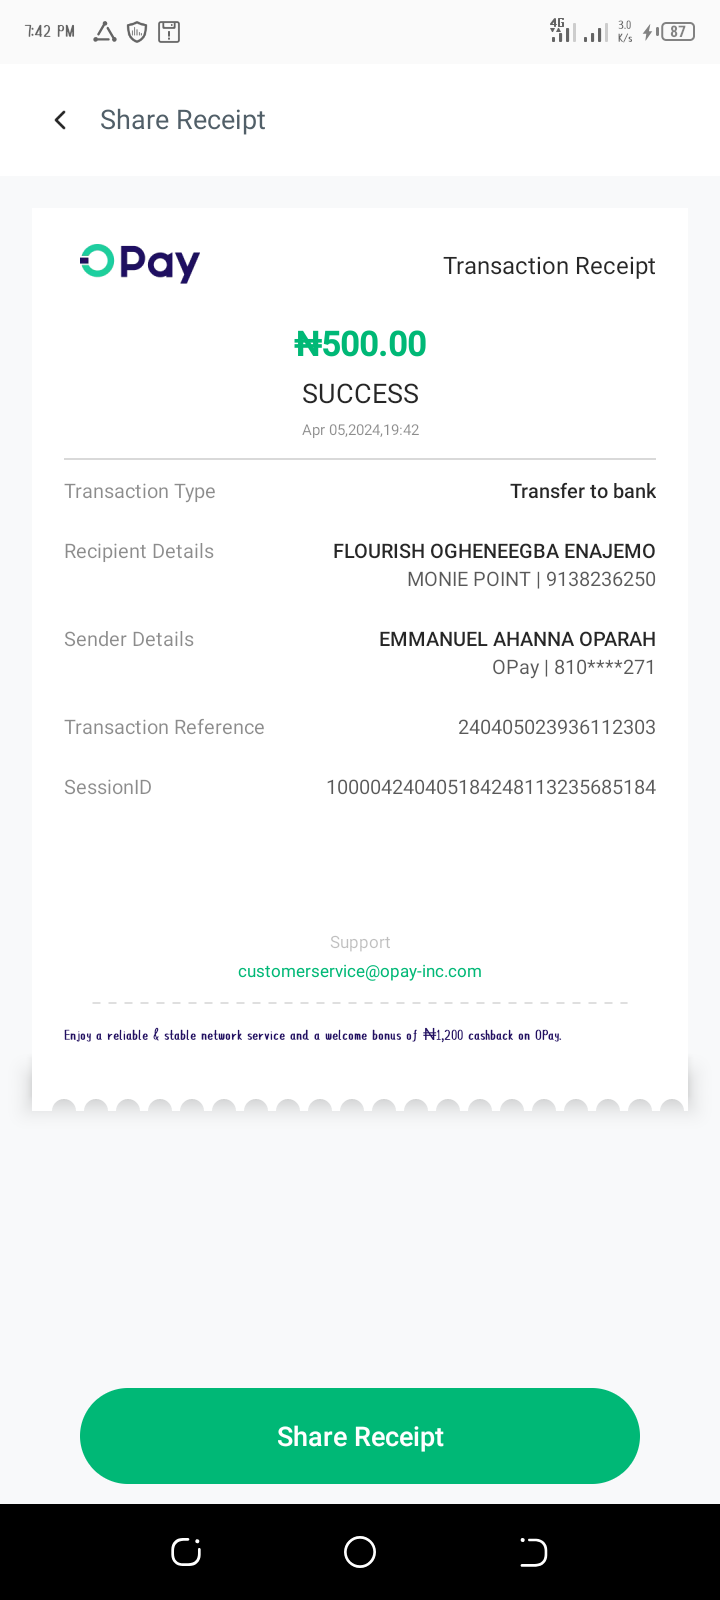 7:42 PM
4G
3.0
K/s
87
Share Receipt
OPay
Transaction Receipt
₦500.00
SUCCESS
Apr 05,2024,19:42
Transaction Type
Transfer to bank
Recipient Details
FLOURISH OGHENEEGBA ENAJEMO
MONIE POINT | 9138236250
Sender Details
EMMANUEL AHANNA OPARAH
OPay | 810****271
Transaction Reference
240405023936112303
SessionID
100004240405184248113235685184
Support
customerservice@opay-inc.com
Enjoy a reliable & stable network service and a welcome bonus of ₦1,200 cashback on OPay.
Share Receipt